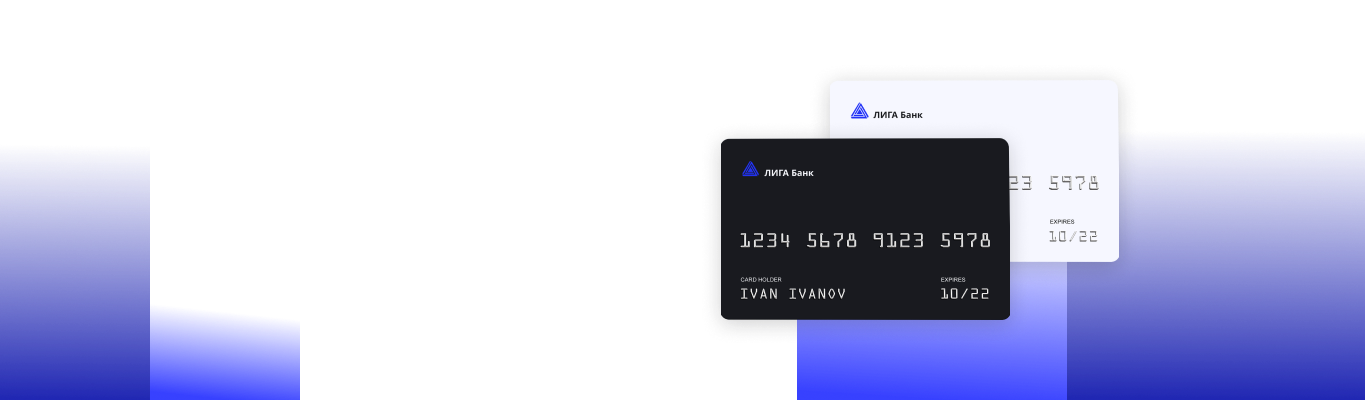 ЛИГА Банк
23 5978
EXPIRES
10/22
ЛИГА Банк
1234 5678 9123 5978
CARD HOLDER
IVAN IVANOV
EXPIRES
10/22